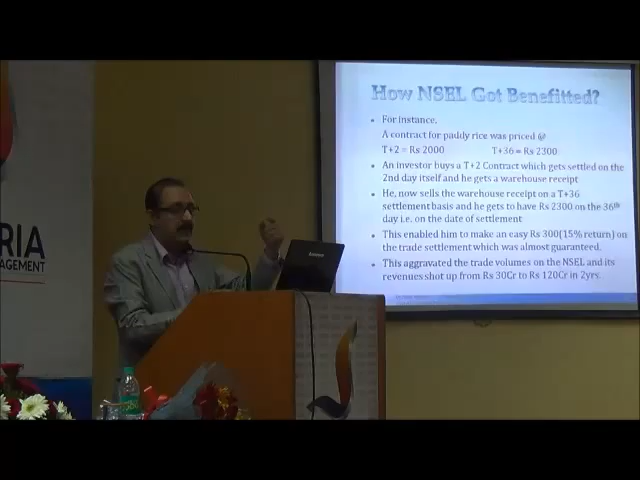 How NSEL Got Benefitted?
• For instance,
A contract for paddy rice was priced @
T+2 = Rs 2000 T+36 = Rs 2300
• An investor buys a T+2 Contract which gets settled on the
2nd day itself and he gets a warehouse receipt
• He, now sells the warehouse receipt on a T+36
settlement basis and he gets to have Rs 2300 on the 36th
day i.e. on the date of settlement
• This enabled him to make an easy Rs 300(15% return) on
the trade settlement which was almost guaranteed.
• This aggravated the trade volumes on the NSEL and its
revenues shot up from Rs 30Cr to Rs 120Cr in 2yrs.
RIA
AGEMENT
lenovo